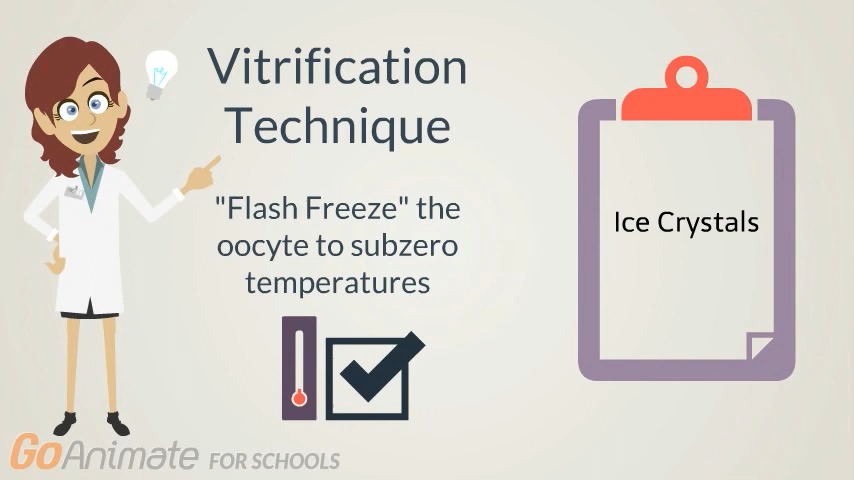 Vitrification
Technique
"Flash Freeze" the
oocyte to subzero
temperatures
Ice Crystals
GoAnimate FOR SCHOOLS